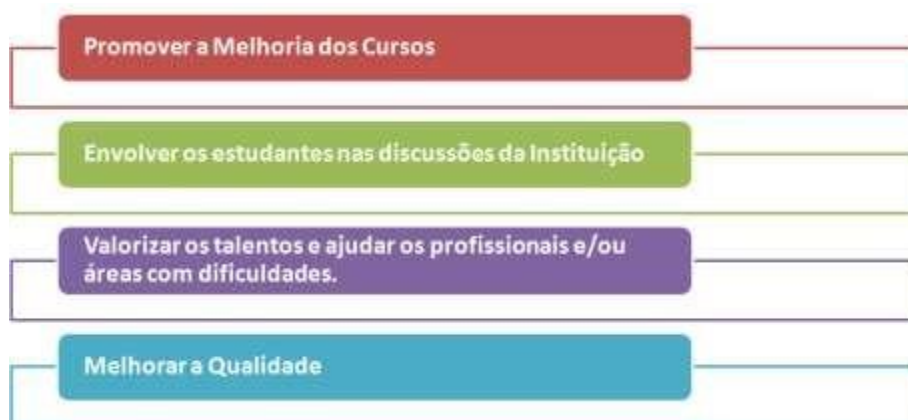 Promover a Melhoria dos Cursos
Envolver os estudantes nas discussões da Instituição
Valorizar os talentos e ajudar os profissionais e/ou
áreas com dificuldades.
Melhorar a Qualidade